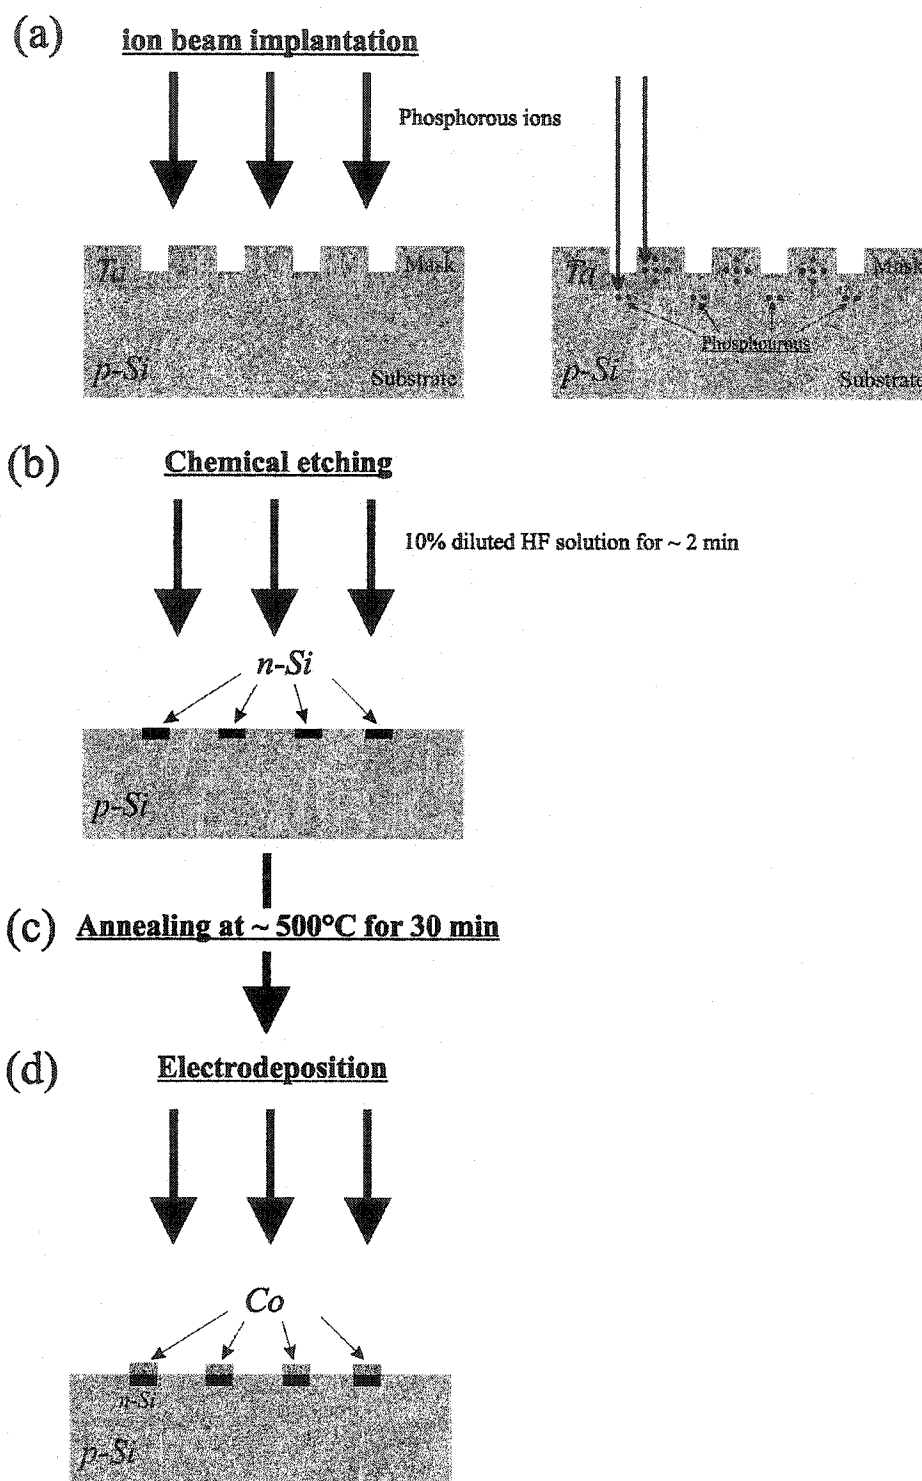 (a)
ion beam implantation
Phosphorous ions
Ta
Mask
p-Si
Substrate
Ta
Mask
Phosphourous
p-Si
Substrate
(b)
Chemical etching
10% diluted HF solution for ~ 2 min
n-Si
p-Si
(c)
Annealing at ~ 500°C for 30 min
(d)
Electrodeposition
Co
n-Si
p-Si